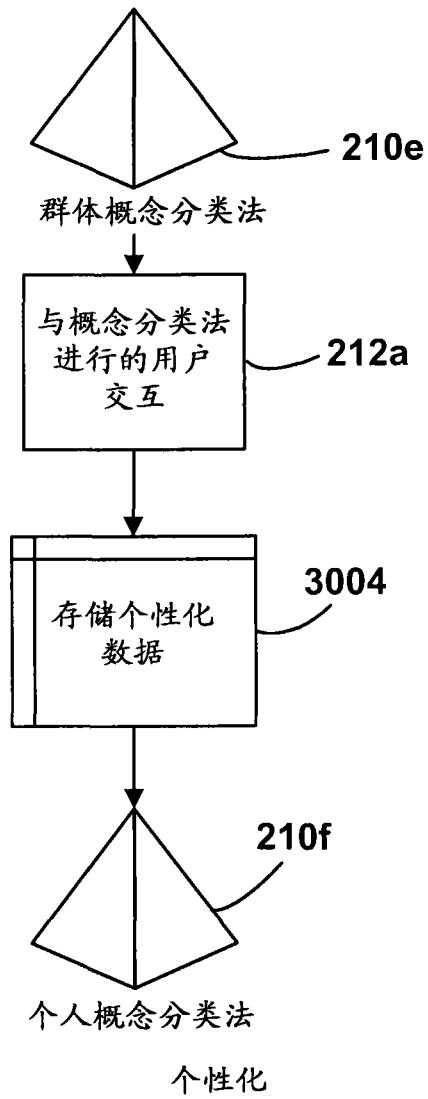 210e
群体概念分类法
与概念分类法
进行的用户
交互
212a
3004
存储个性化
数据
210f
个人概念分类法
个性化